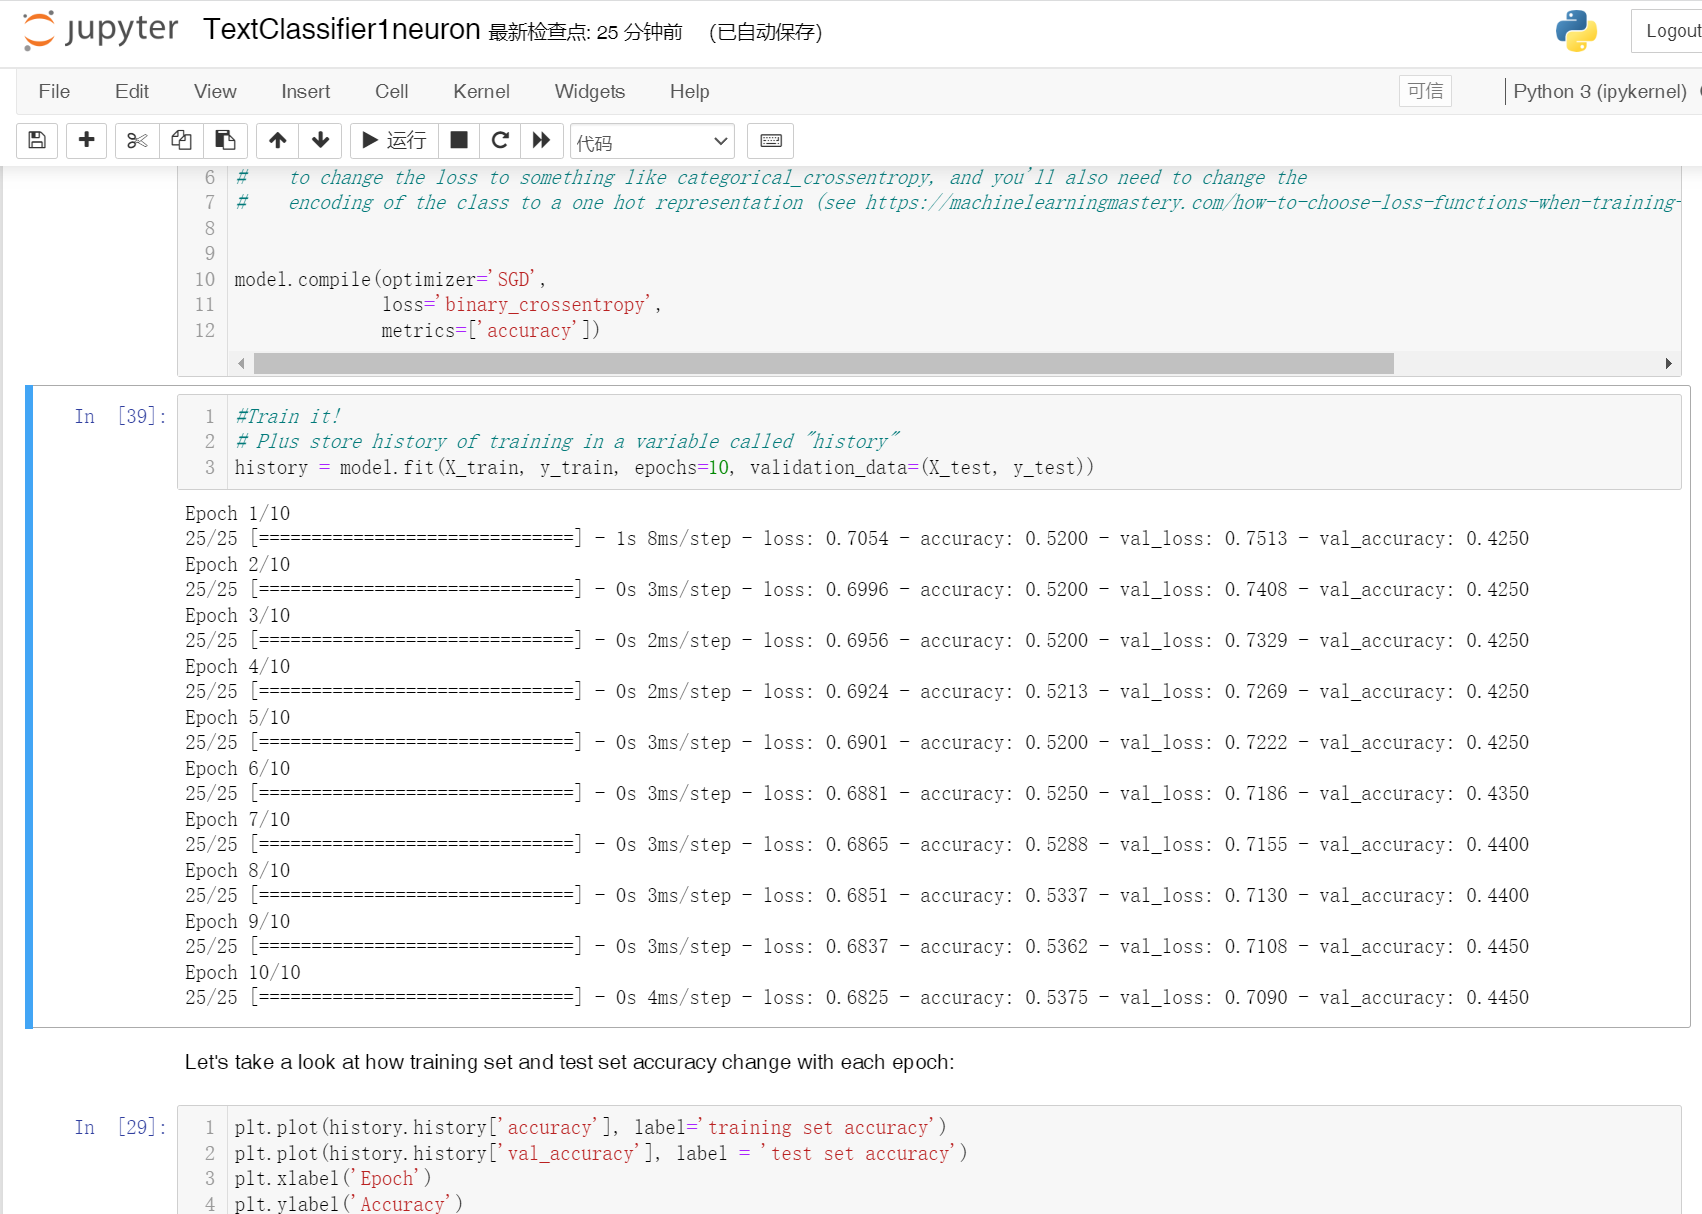 jupyter TextClassifier1neuron 最新检查点: 25 分钟前 (已自动保存)
Logout
File Edit View Insert Cell Kernel Widgets Help 可信 Python 3 (ipykernel)
运行 代码
6 # to change the loss to something like categorical_crossentropy, and you'll also need to change the
7 # encoding of the class to a one hot representation (see https://machinelearningmastery.com/how-to-choose-loss-functions-when-training-
8
9
10 model.compile(optimizer='SGD',
11 loss='binary_crossentropy',
12 metrics=['accuracy'])
In [39]:
1 #Train it!
2 # Plus store history of training in a variable called "history"
3 history = model.fit(X_train, y_train, epochs=10, validation_data=(X_test, y_test))
Epoch 1/10
25/25 [==============================] - 1s 8ms/step - loss: 0.7054 - accuracy: 0.5200 - val_loss: 0.7513 - val_accuracy: 0.4250
Epoch 2/10
25/25 [==============================] - 0s 3ms/step - loss: 0.6996 - accuracy: 0.5200 - val_loss: 0.7408 - val_accuracy: 0.4250
Epoch 3/10
25/25 [==============================] - 0s 2ms/step - loss: 0.6956 - accuracy: 0.5200 - val_loss: 0.7329 - val_accuracy: 0.4250
Epoch 4/10
25/25 [==============================] - 0s 2ms/step - loss: 0.6924 - accuracy: 0.5213 - val_loss: 0.7269 - val_accuracy: 0.4250
Epoch 5/10
25/25 [==============================] - 0s 3ms/step - loss: 0.6901 - accuracy: 0.5200 - val_loss: 0.7222 - val_accuracy: 0.4250
Epoch 6/10
25/25 [==============================] - 0s 3ms/step - loss: 0.6881 - accuracy: 0.5250 - val_loss: 0.7186 - val_accuracy: 0.4350
Epoch 7/10
25/25 [==============================] - 0s 3ms/step - loss: 0.6865 - accuracy: 0.5288 - val_loss: 0.7155 - val_accuracy: 0.4400
Epoch 8/10
25/25 [==============================] - 0s 3ms/step - loss: 0.6851 - accuracy: 0.5337 - val_loss: 0.7130 - val_accuracy: 0.4400
Epoch 9/10
25/25 [==============================] - 0s 3ms/step - loss: 0.6837 - accuracy: 0.5362 - val_loss: 0.7108 - val_accuracy: 0.4450
Epoch 10/10
25/25 [==============================] - 0s 4ms/step - loss: 0.6825 - accuracy: 0.5375 - val_loss: 0.7090 - val_accuracy: 0.4450
Let's take a look at how training set and test set accuracy change with each epoch:
In [29]:
1 plt.plot(history.history['accuracy'], label='training set accuracy')
2 plt.plot(history.history['val_accuracy'], label = 'test set accuracy')
3 plt.xlabel('Epoch')
4 plt.ylabel('Accuracy')